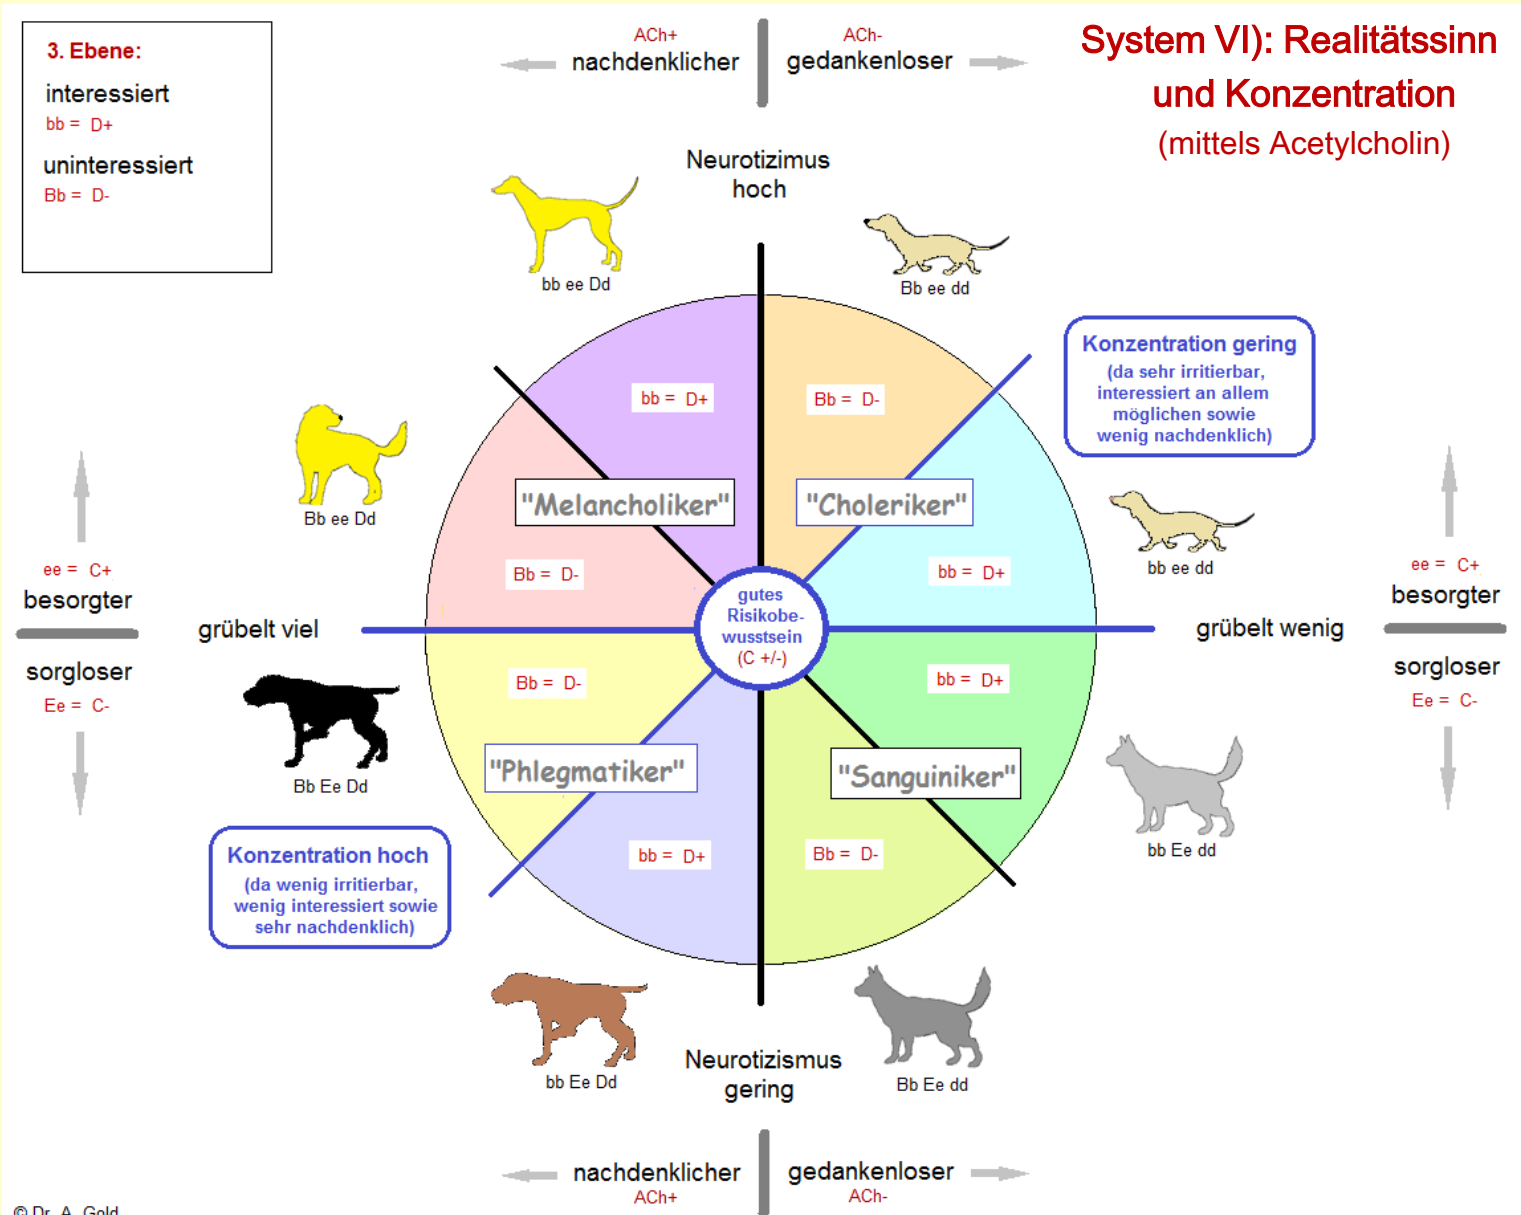 3. Ebene:
interessiert
bb = D+
uninteressiert
Bb = D-
ACh+
nachdenklicher
ACh-
gedankenloser
System VI): Realitätssinn
und Konzentration
(mittels Acetylcholin)
Neurotizimus
hoch
bb ee Dd
Bb ee dd
Konzentration gering
(da sehr irritierbar,
interessiert an allem
möglichen sowie
wenig nachdenklich)
bb = D+
Bb = D-
Bb ee Dd
"Melancholiker"
"Choleriker"
bb ee dd
ee = C+
besorgter
sorgloser
Ee = C-
grübelt viel
Bb = D-
bb = D+
gutes
Risikobe-
wusstsein
(C +/-)
grübelt wenig
ee = C+
besorgter
sorgloser
Ee = C-
Bb = D-
bb = D+
Bb Ee Dd
"Phlegmatiker"
"Sanguiniker"
bb Ee dd
Konzentration hoch
(da wenig irritierbar,
wenig interessiert sowie
sehr nachdenklich)
bb = D+
Bb = D-
bb Ee Dd
Neurotizismus
gering
Bb Ee dd
nachdenklicher
ACh+
gedankenloser
ACh-
© Dr. A. Gold